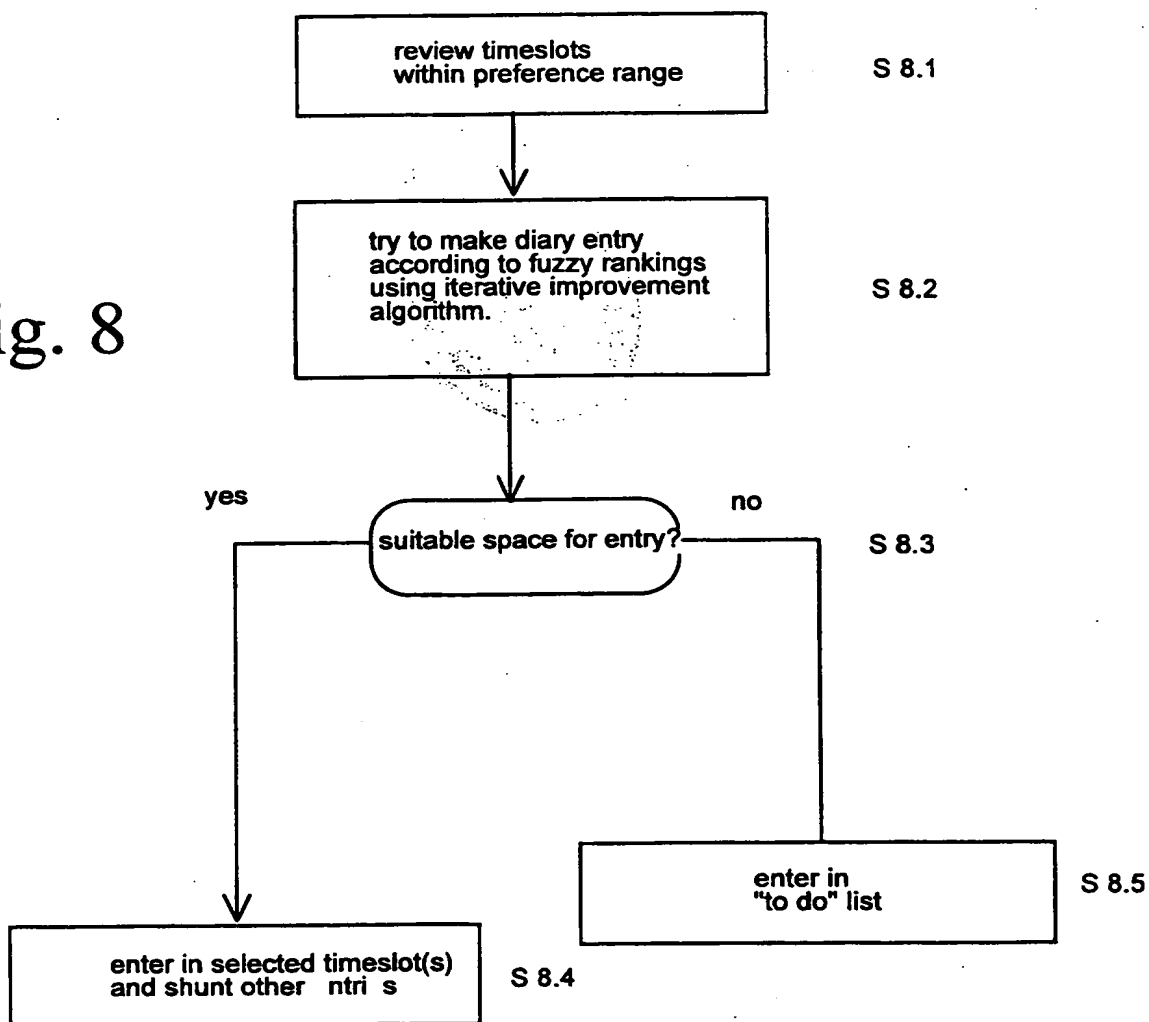 review timeslots
within preference range
S 8.1
try to make diary entry
according to fuzzy rankings
using iterative improvement
algorithm.
S 8.2
ig. 8
yes
no
suitable space for entry?
S 8.3
enter in
"to do" list
S 8.5
enter in selected timeslot(s)
and shunt other ntri s
S 8.4